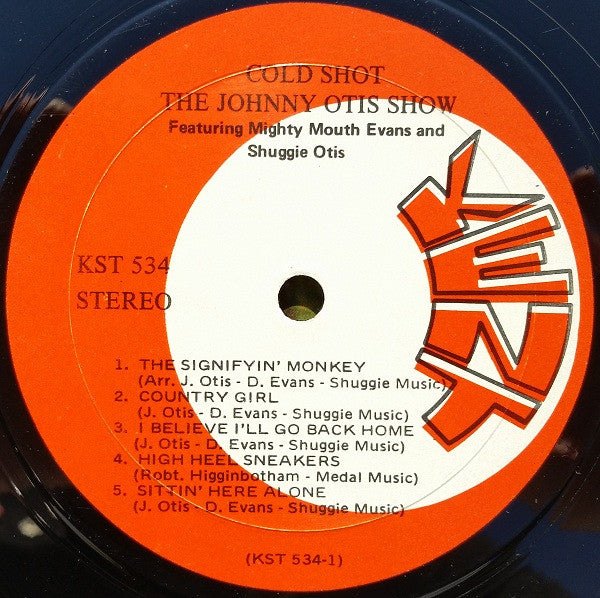 COLD SHOT
THE JOHNNY OTIS SHOW
Featuring Mighty Mouth Evans and
Shuggie Otis
KENT
KST 534
STEREO
1. THE SIGNIFYIN' MONKEY
(Arr. J. Otis - D. Evans - Shuggie Music)
2. COUNTRY GIRL
(J. Otis - D. Evans - Shuggie Music)
3. I BELIEVE I'LL GO BACK HOME
(J. Otis - D. Evans - Shuggie Music)
4. HIGH HEEL SNEAKERS
(Robt. Higginbotham - Medal Music)
5. SITTIN' HERE ALONE
(J. Otis - D. Evans - Shuggie Music)
(KST 534-1)